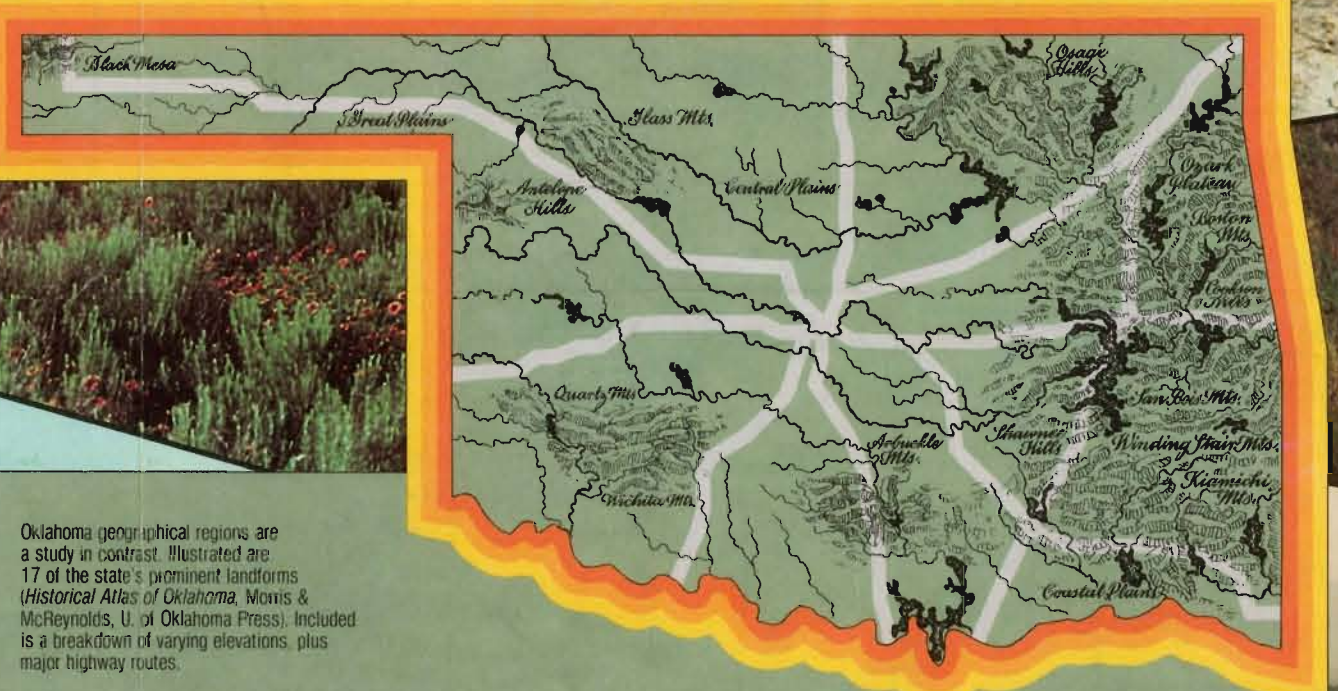 Black Mesa
Great Plains
Glass Mts.
Osage
Hills
Antelope
Hills
Central Plains
Ozark
Plateau
Boston
Mts.
Cookson
Hills
Quartz Mts
San Bois Mts.
Arbuckle
Mts.
Shawnee
Hills
Winding Stair Mts.
Kiamichi
Mts.
Wichita Mts
Coastal Plains
Oklahoma geographical regions are
a study in contrast. Illustrated are
17 of the state's prominent landforms
(Historical Atlas of Oklahoma, Morris &
McReynolds, U. of Oklahoma Press). Included
is a breakdown of varying elevations, plus
major highway routes.